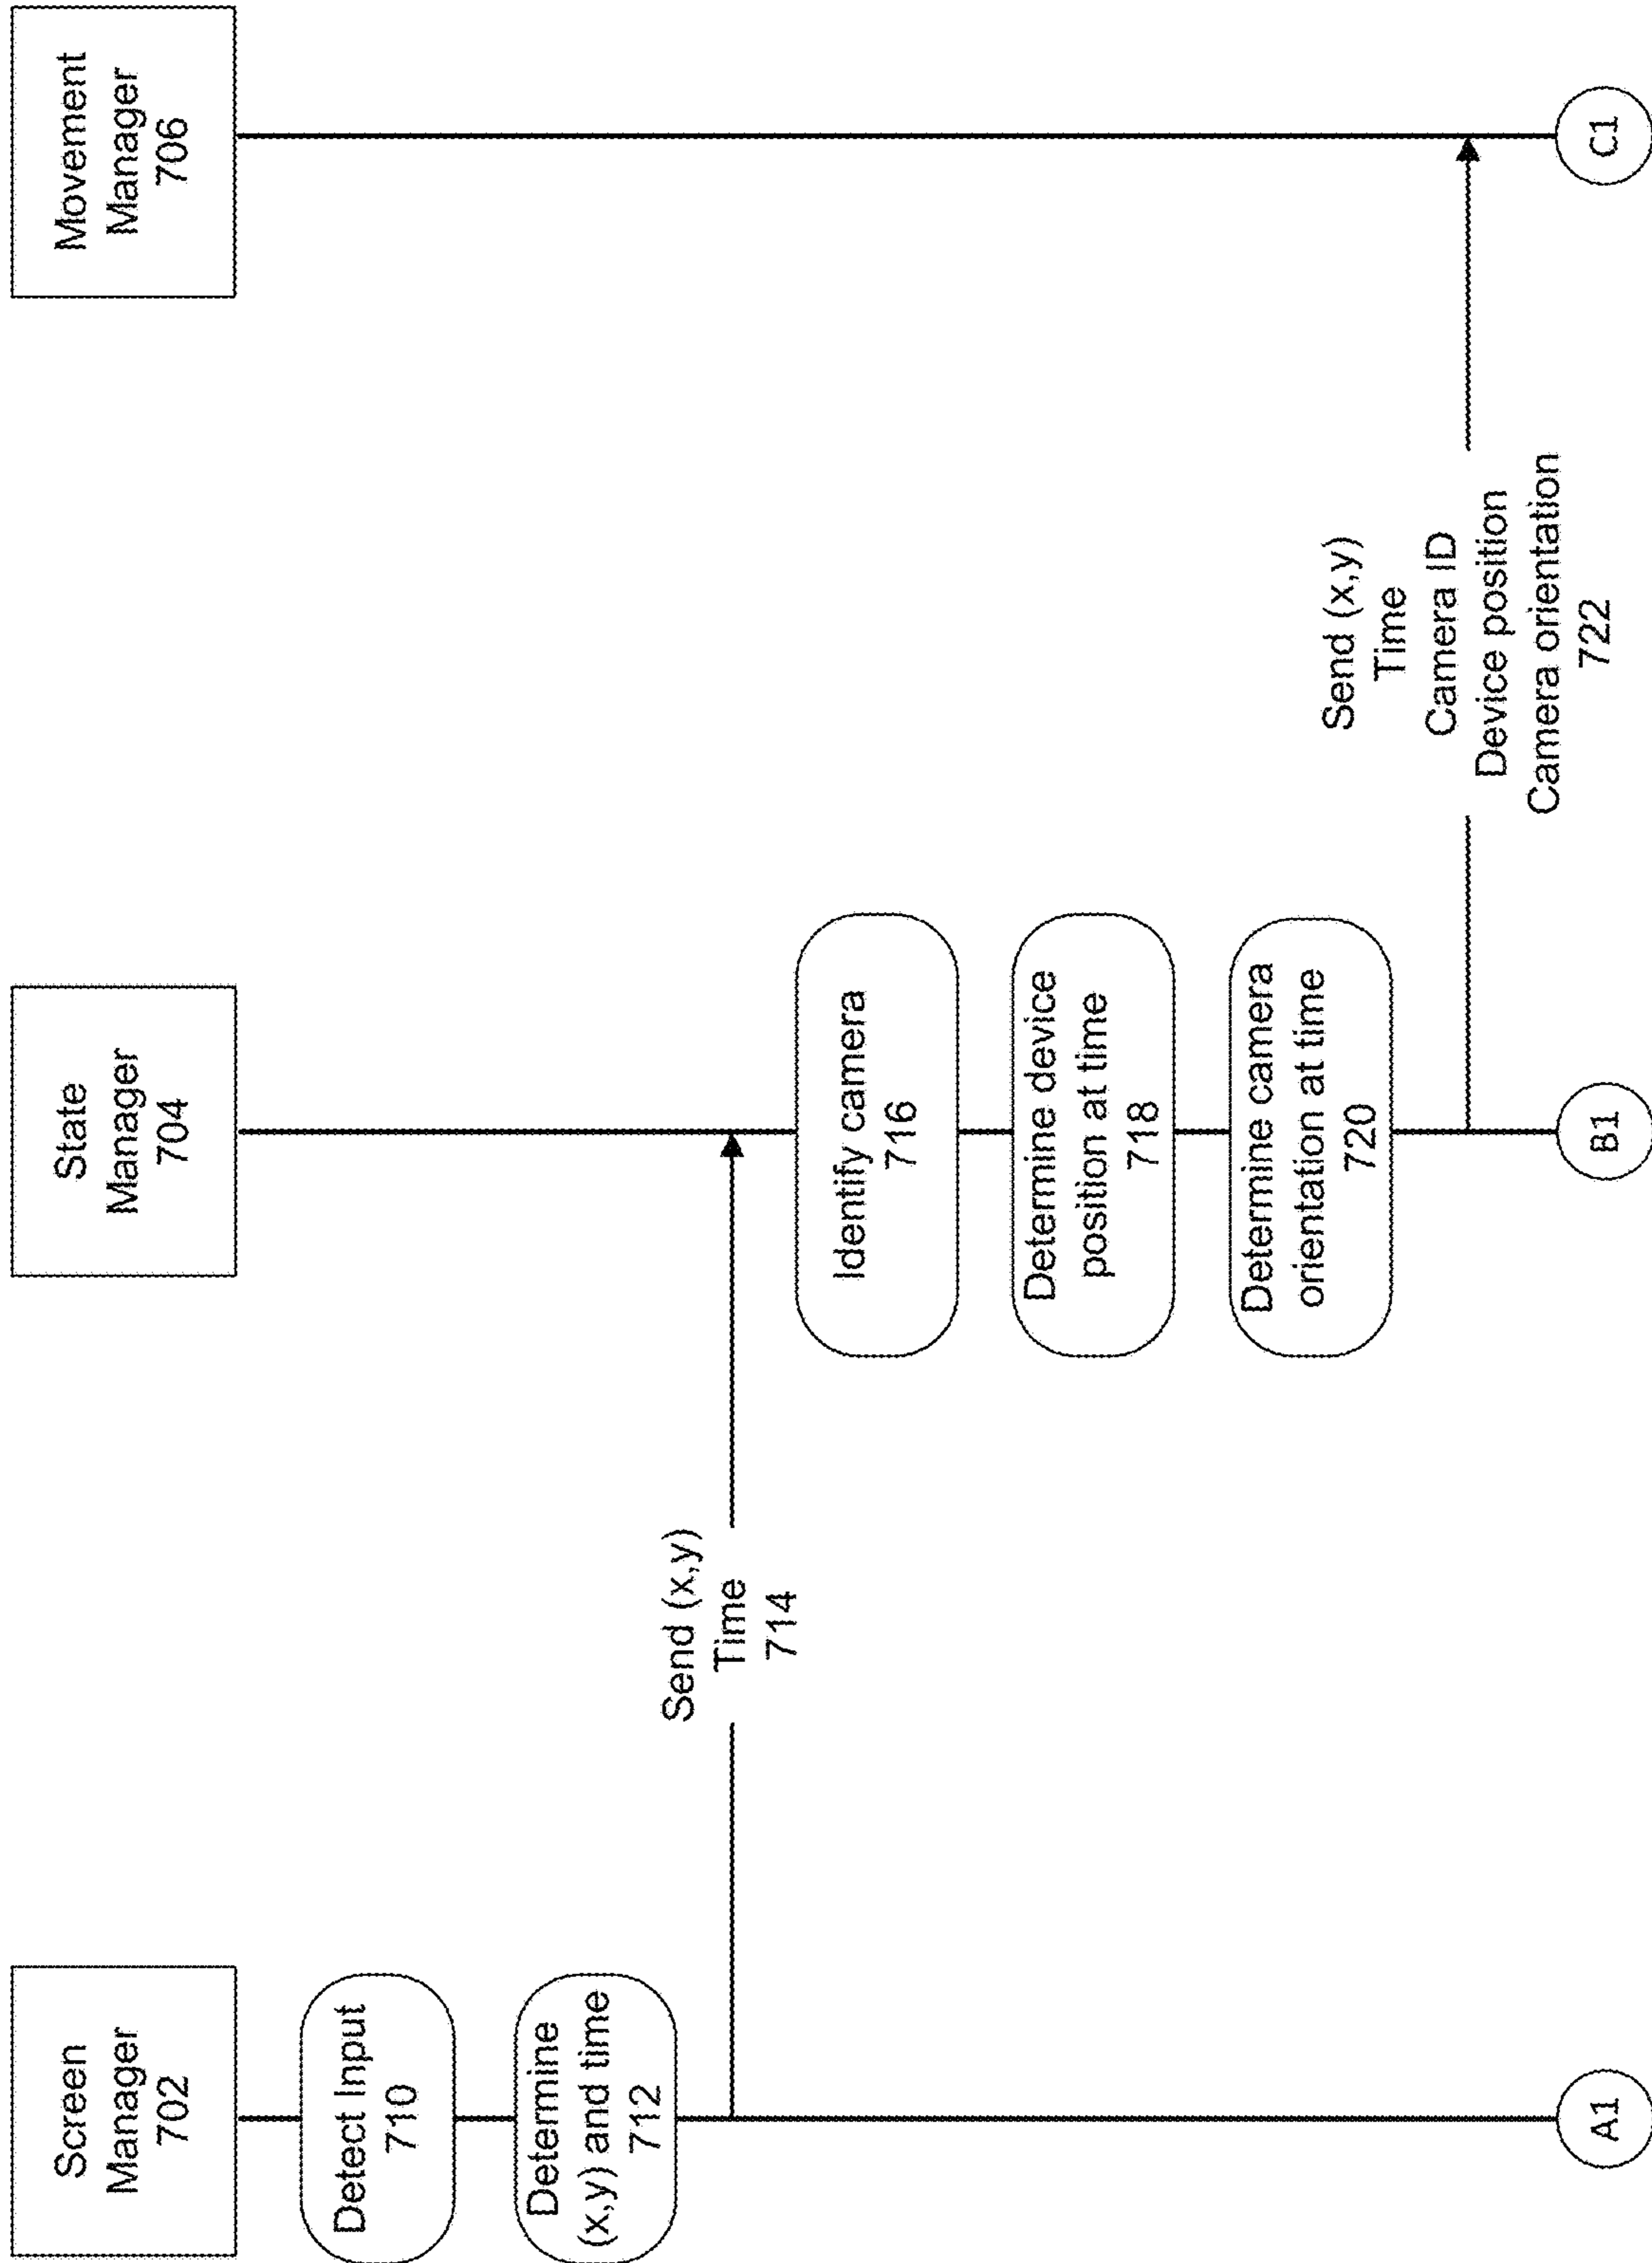 Screen
Manager
702
State
Manager
704
Movement
Manager
706
Detect Input
710
Determine
(x,y) and time
712
Send (x,y)
Time
714
Identify camera
716
Determine device
position at time
718
Determine camera
orientation at time
720
Send (x,y)
Time
Camera ID
Device position
Camera orientation
722
A1
B1
C1